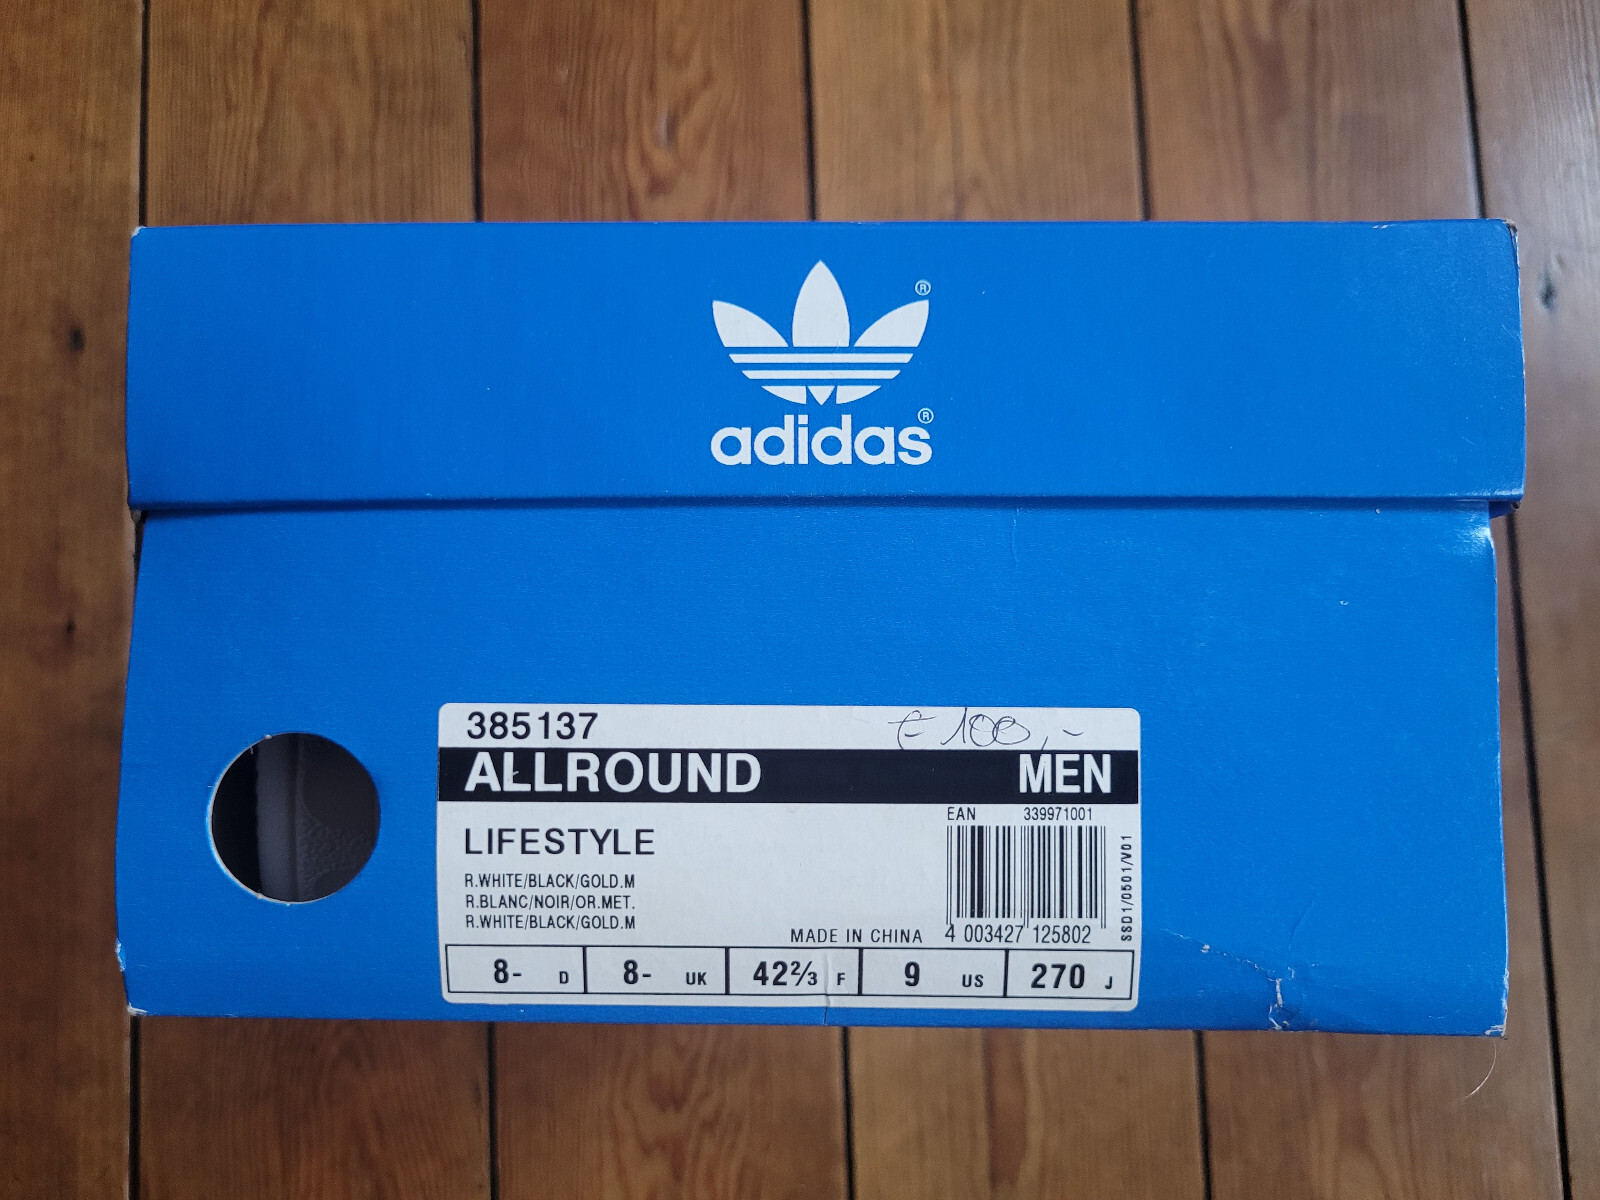 ®
adidas®
385137 € 100,-
ALLROUND MEN
EAN 339971001
LIFESTYLE
R.WHITE/BLACK/GOLD.M
R.BLANC/NOIR/OR.MET.
R.WHITE/BLACK/GOLD.M
MADE IN CHINA 4 003427 125802
SSD1/0501/V01
8- D 8- UK 42⅔ F 9 US 270 J